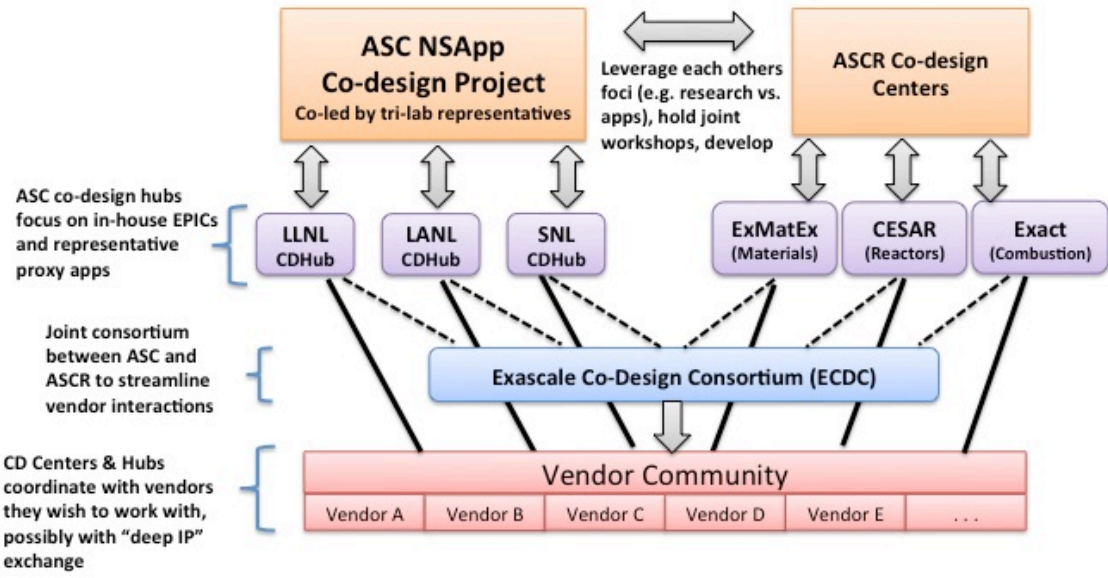 ASC NSApp
Co-design Project
Co-led by tri-lab representatives
Leverage each others
foci (e.g. research vs.
apps), hold joint
workshops, develop
ASCR Co-design
Centers
ASC co-design hubs
focus on in-house EPICs
and representative
proxy apps
LLNL
CDHub
LANL
CDHub
SNL
CDHub
ExMatEx
(Materials)
CESAR
(Reactors)
Exact
(Combustion)
Joint consortium
between ASC and
ASCR to streamline
vendor interactions
Exascale Co-Design Consortium (ECDC)
CD Centers & Hubs
coordinate with vendors
they wish to work with,
possibly with “deep IP”
exchange
Vendor Community
Vendor A
Vendor B
Vendor C
Vendor D
Vendor E
. . .